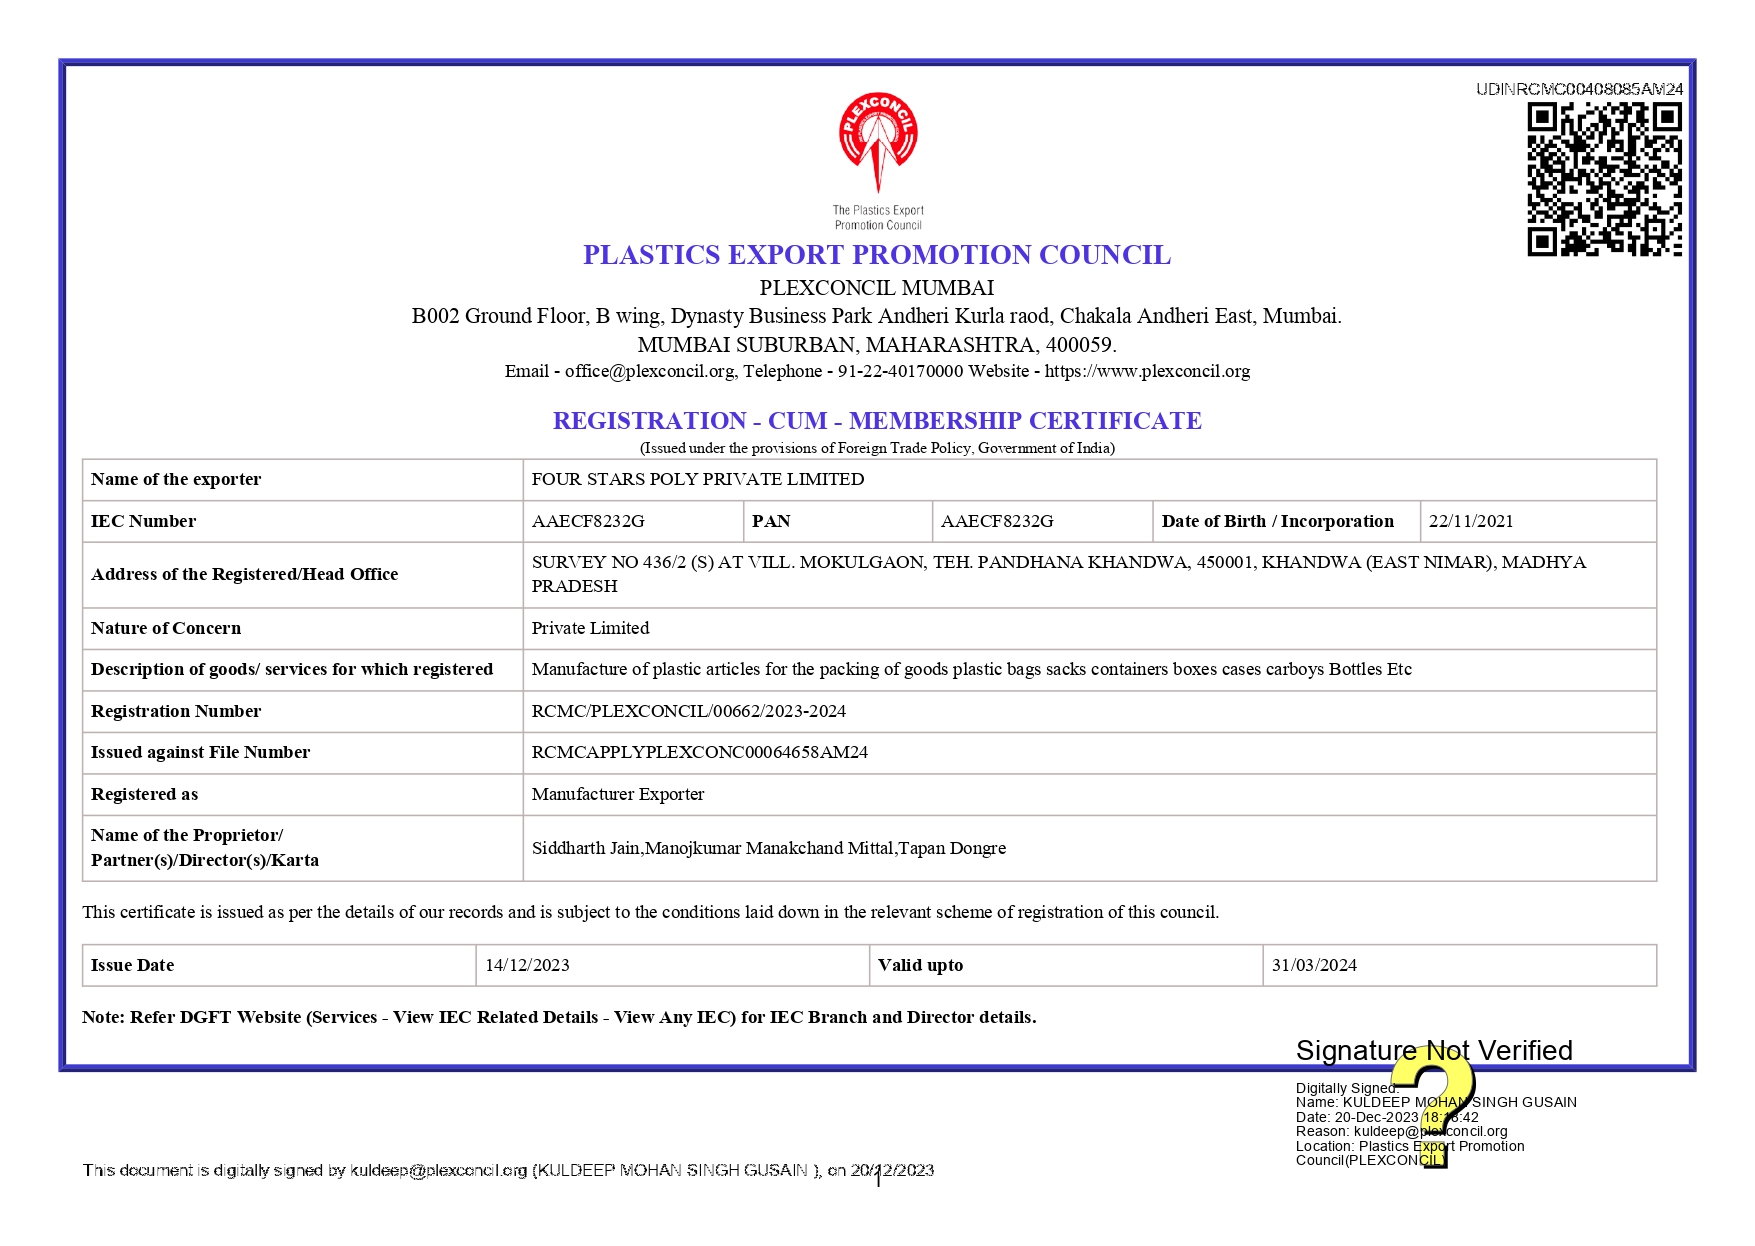 UDINRCMC00408085AM24
PLEXCONCIL
The Plastics Export
Promotion Council
PLASTICS EXPORT PROMOTION COUNCIL
PLEXCONCIL MUMBAI
B002 Ground Floor, B wing, Dynasty Business Park Andheri Kurla raod, Chakala Andheri East, Mumbai.
MUMBAI SUBURBAN, MAHARASHTRA, 400059.
Email - office@plexconcil.org, Telephone - 91-22-40170000 Website - https://www.plexconcil.org
REGISTRATION - CUM - MEMBERSHIP CERTIFICATE
(Issued under the provisions of Foreign Trade Policy, Government of India)
Name of the exporter FOUR STARS POLY PRIVATE LIMITED
IEC Number AAECF8232G PAN AAECF8232G Date of Birth / Incorporation 22/11/2021
Address of the Registered/Head Office SURVEY NO 436/2 (S) AT VILL. MOKULGAON, TEH. PANDHANA KHANDWA, 450001, KHANDWA (EAST NIMAR), MADHYA
PRADESH
Nature of Concern Private Limited
Description of goods/ services for which registered Manufacture of plastic articles for the packing of goods plastic bags sacks containers boxes cases carboys Bottles Etc
Registration Number RCMC/PLEXCONCIL/00662/2023-2024
Issued against File Number RCMCAPPLYPLEXCONC00064658AM24
Registered as Manufacturer Exporter
Name of the Proprietor/
Partner(s)/Director(s)/Karta Siddharth Jain,Manojkumar Manakchand Mittal,Tapan Dongre
This certificate is issued as per the details of our records and is subject to the conditions laid down in the relevant scheme of registration of this council.
Issue Date 14/12/2023 Valid upto 31/03/2024
Note: Refer DGFT Website (Services - View IEC Related Details - View Any IEC) for IEC Branch and Director details.
Signature Not Verified
Digitally Signed.
Name: KULDEEP MOHAN SINGH GUSAIN
Date: 20-Dec-2023 18:18:42
Reason: kuldeep@plexconcil.org
Location: Plastics Export Promotion
Council(PLEXCONCIL)
This document is digitally signed by kuldeep@plexconcil.org (KULDEEP MOHAN SINGH GUSAIN ), on 20/12/2023
1